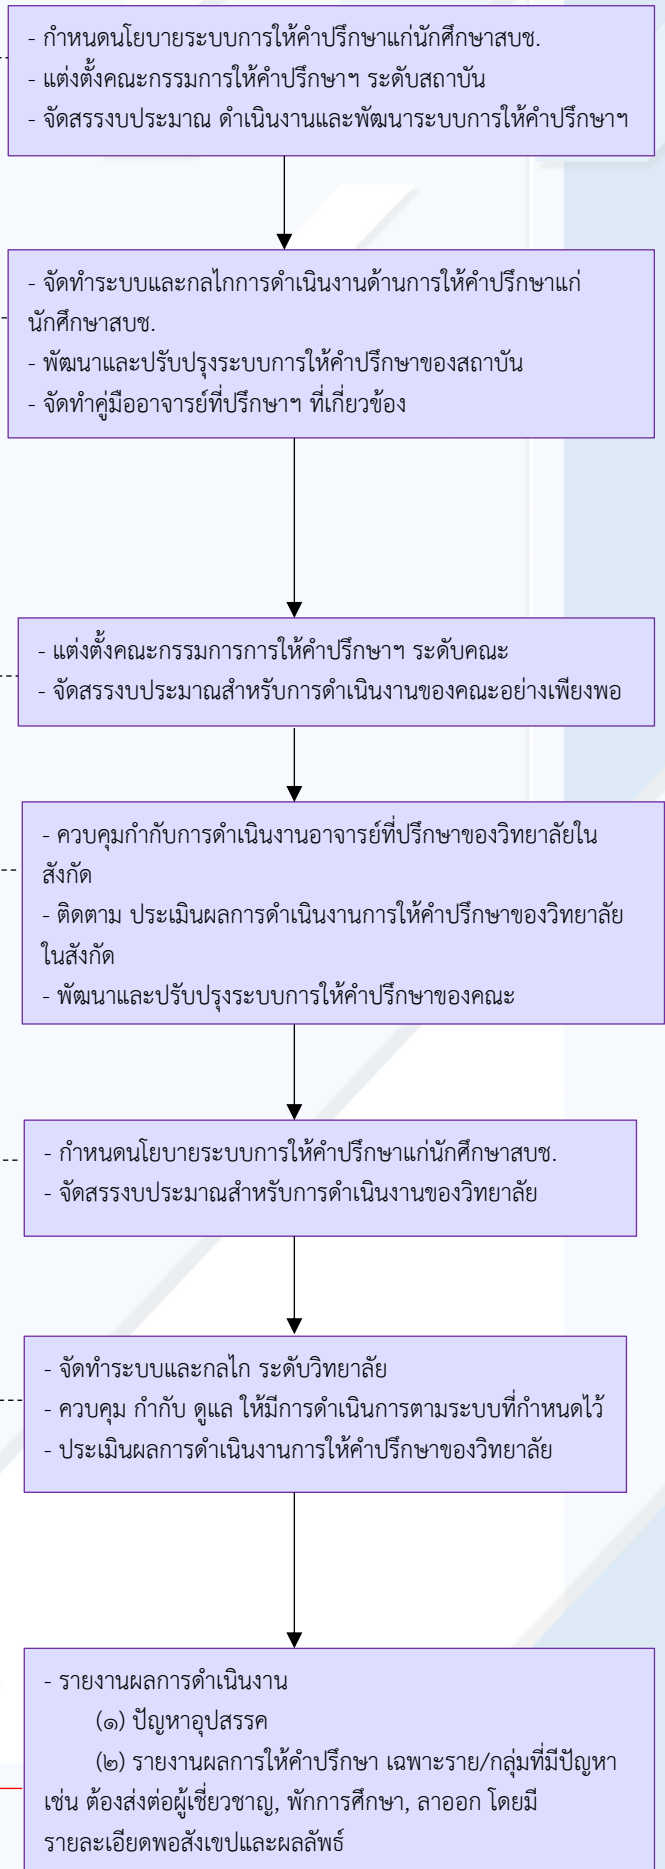 - กำหนดนโยบายระบบการให้คำปรึกษาแก่นักศึกษาสบช.
- แต่งตั้งคณะกรรมการให้คำปรึกษาฯ ระดับสถาบัน
- จัดสรรงบประมาณ ดำเนินงานและพัฒนาระบบการให้คำปรึกษาฯ
- จัดทำระบบและกลไกการดำเนินงานด้านการให้คำปรึกษาแก่
นักศึกษาสบช.
- พัฒนาและปรับปรุงระบบการให้คำปรึกษาของสถาบัน
- จัดทำคู่มืออาจารย์ที่ปรึกษาฯ ที่เกี่ยวข้อง
- แต่งตั้งคณะกรรมการการให้คำปรึกษาฯ ระดับคณะ
- จัดสรรงบประมาณสำหรับการดำเนินงานของคณะอย่างเพียงพอ
- ควบคุมกำกับการดำเนินงานอาจารย์ที่ปรึกษาของวิทยาลัยใน
สังกัด
- ติดตาม ประเมินผลการดำเนินงานการให้คำปรึกษาของวิทยาลัย
ในสังกัด
- พัฒนาและปรับปรุงระบบการให้คำปรึกษาของคณะ
- กำหนดนโยบายระบบการให้คำปรึกษาแก่นักศึกษาสบช.
- จัดสรรงบประมาณสำหรับการดำเนินงานของวิทยาลัย
- จัดทำระบบและกลไก ระดับวิทยาลัย
- ควบคุม กำกับ ดูแล ให้มีการดำเนินการตามระบบที่กำหนดไว้
- ประเมินผลการดำเนินงานการให้คำปรึกษาของวิทยาลัย
- รายงานผลการดำเนินงาน
(๑) ปัญหาอุปสรรค
(๒) รายงานผลการให้คำปรึกษา เฉพาะราย/กลุ่มที่มีปัญหา
เช่น ต้องส่งต่อผู้เชี่ยวชาญ, พักการศึกษา, ลาออก โดยมี
รายละเอียดพอสังเขปและผลลัพธ์